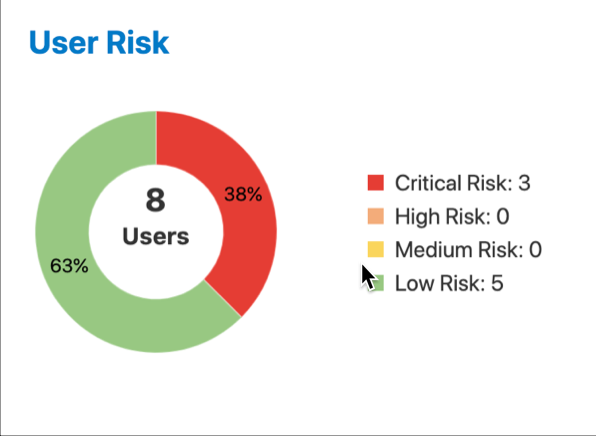 User Risk
38%
8
Users
63%
Critical Risk: 3
High Risk: 0
Medium Risk: 0
Low Risk: 5